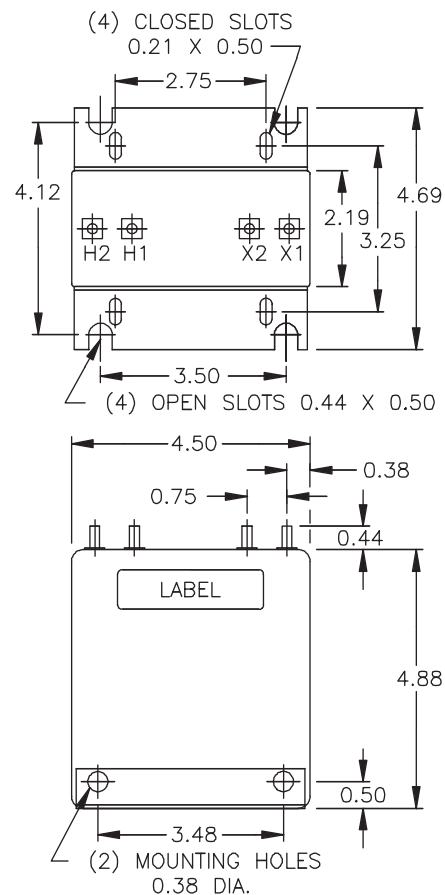 (4) CLOSED SLOTS
0.21 X 0.50
2.75
4.12
4.69
2.19
3.25
H2 H1 X2 X1
3.50
(4) OPEN SLOTS 0.44 X 0.50
4.50
0.38
0.75
0.44
LABEL
4.88
0.50
3.48
(2) MOUNTING HOLES
0.38 DIA.